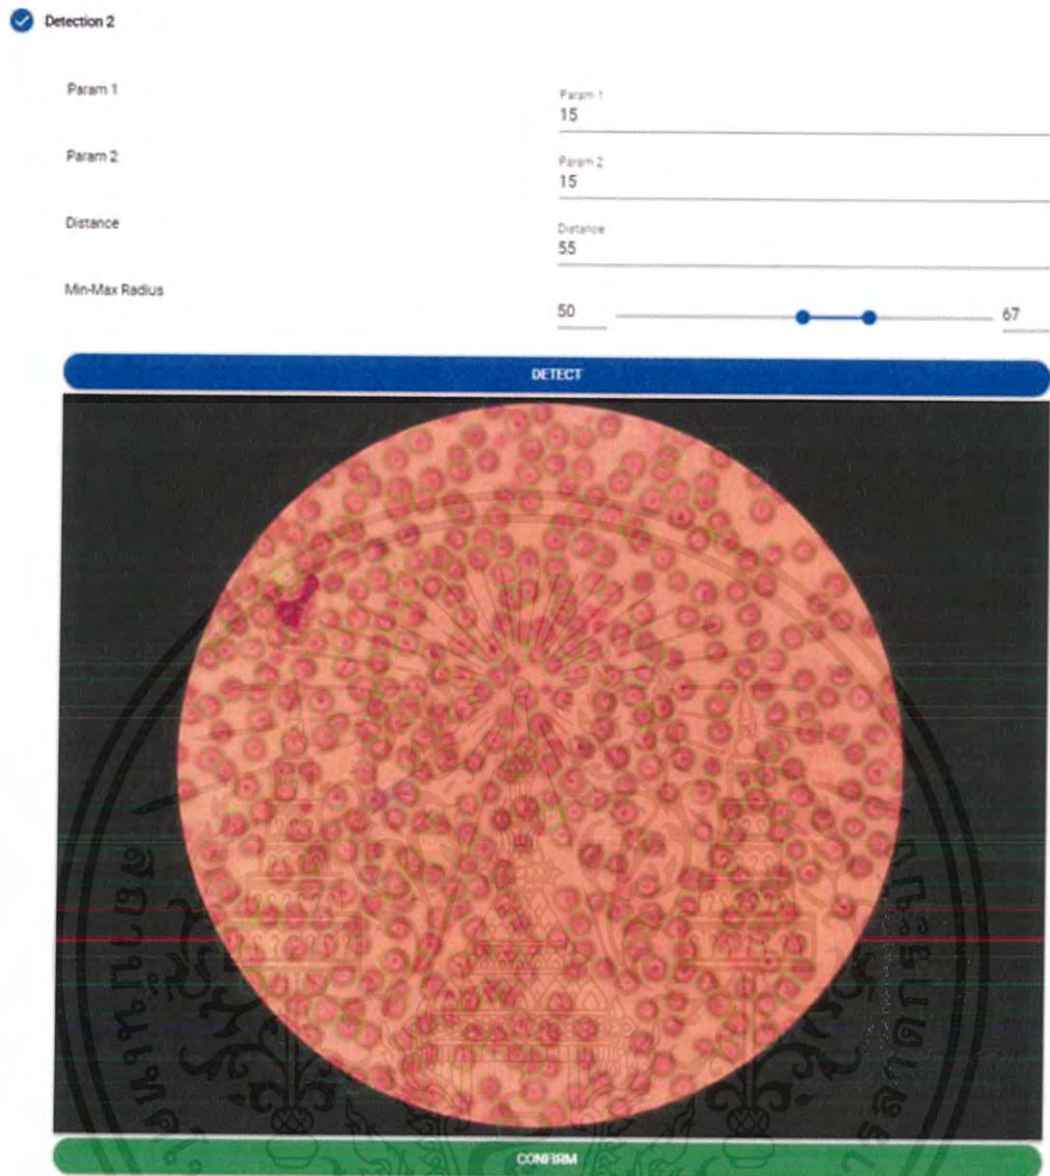 Detection 2
Param 1
Param 1
15
Param 2
Param 2
15
Distance
Distance
55
Min-Max Radius
50
67
DETECT
CONFIRM